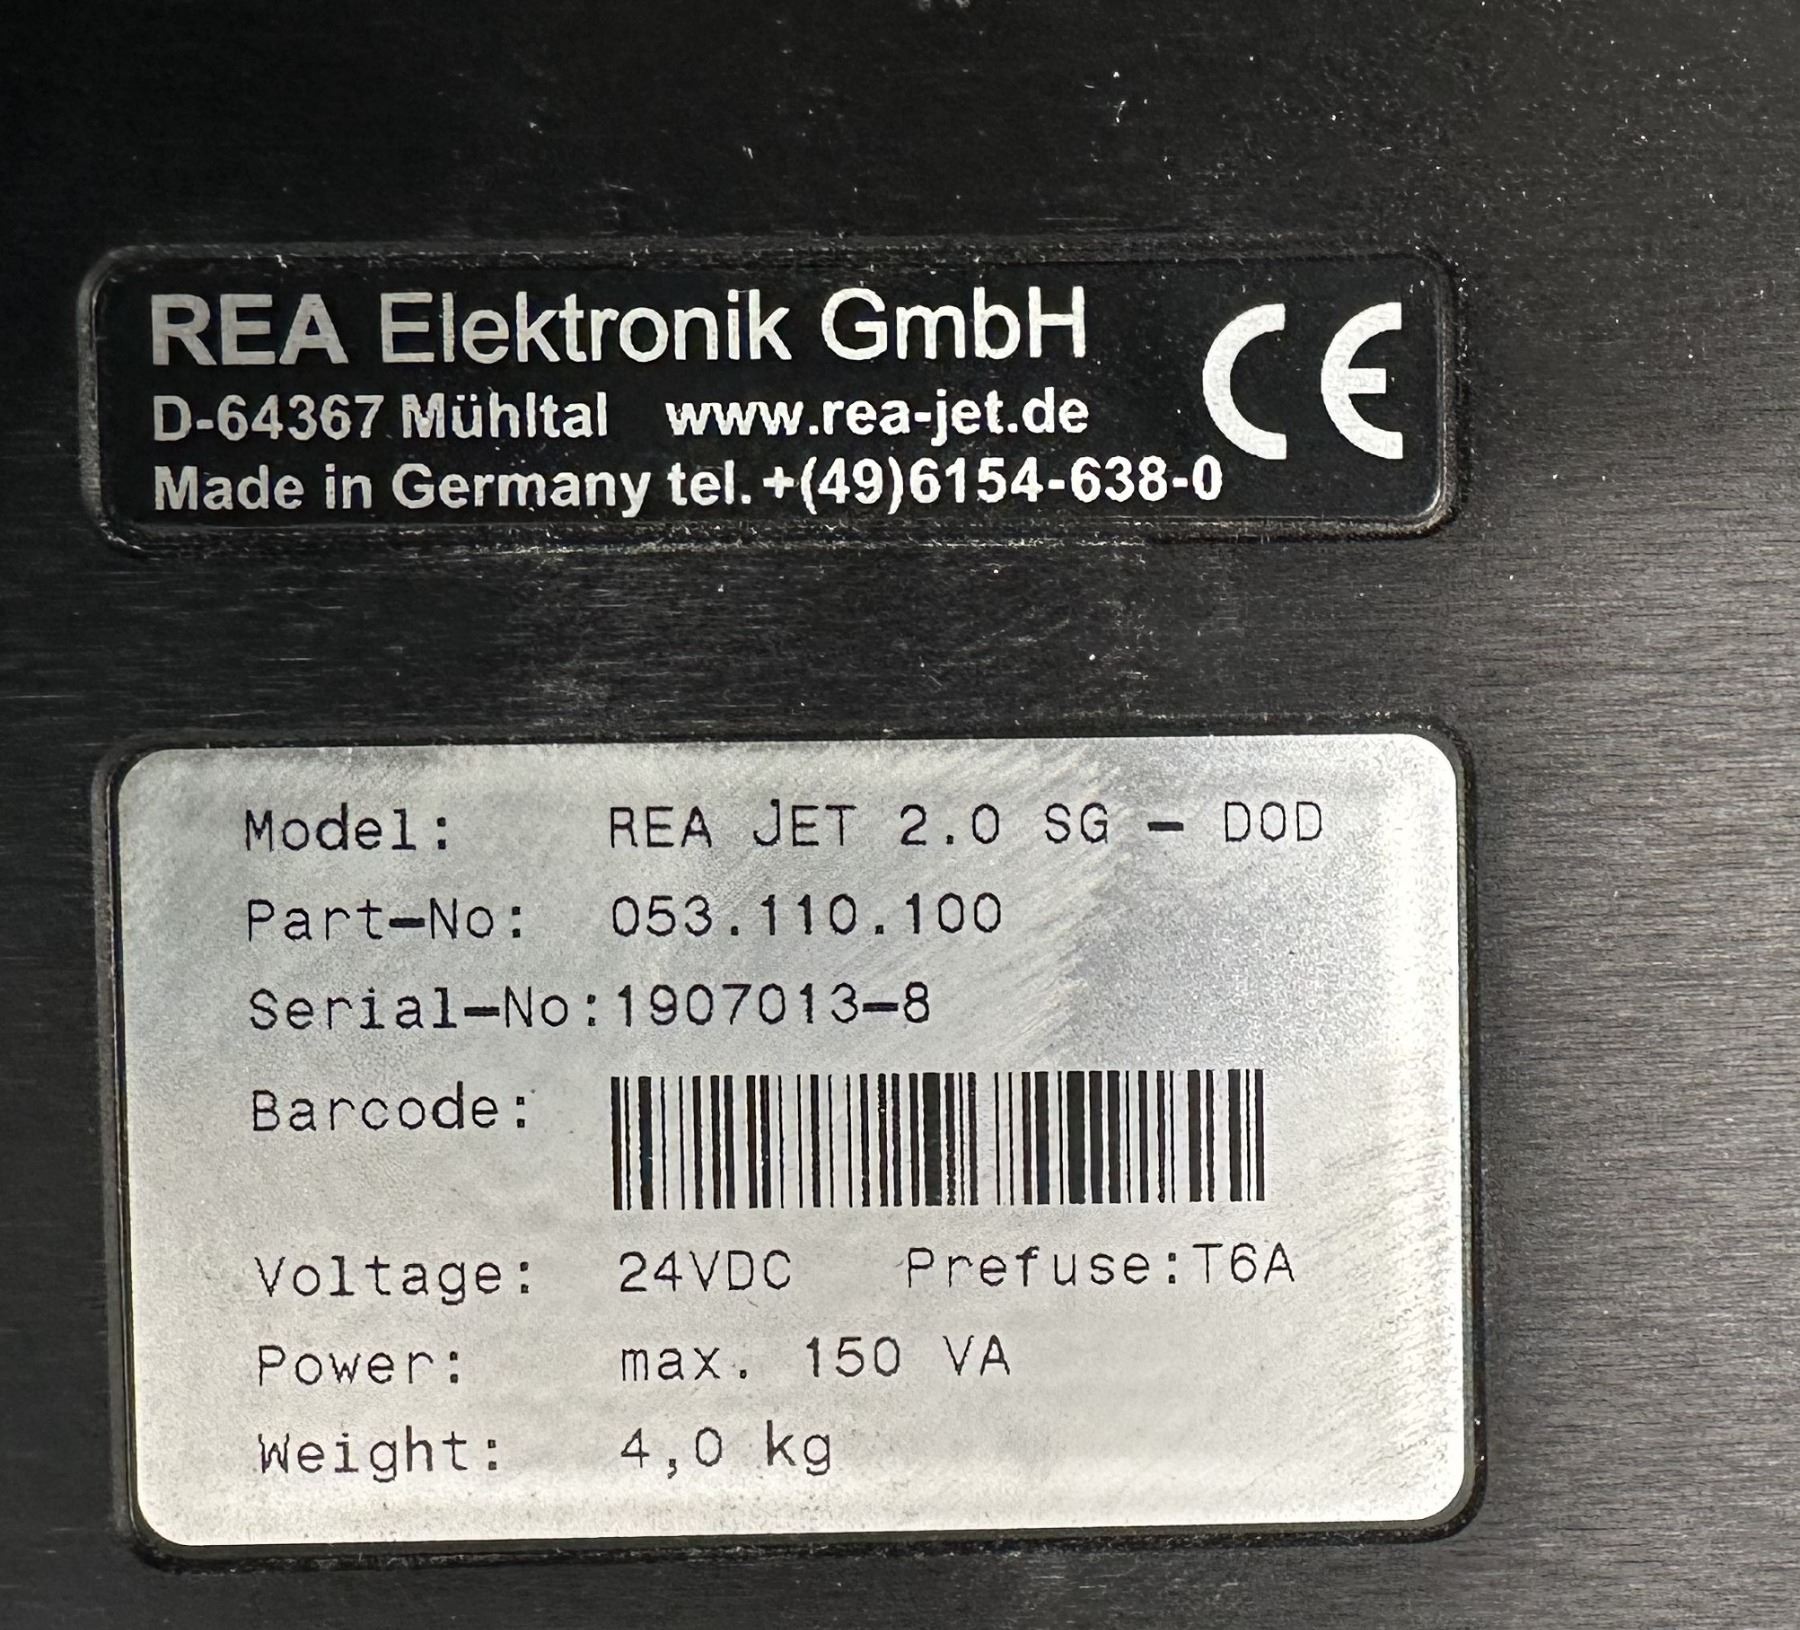 REA Elektronik GmbH CE
D-64367 Mühltal www.rea-jet.de
Made in Germany tel.+(49)6154-638-0
Model: REA JET 2.0 SG - DOD
Part-No: 053.110.100
Serial-No:1907013-8
Barcode:
Voltage: 24VDC Prefuse:T6A
Power: max. 150 VA
Weight: 4,0 kg